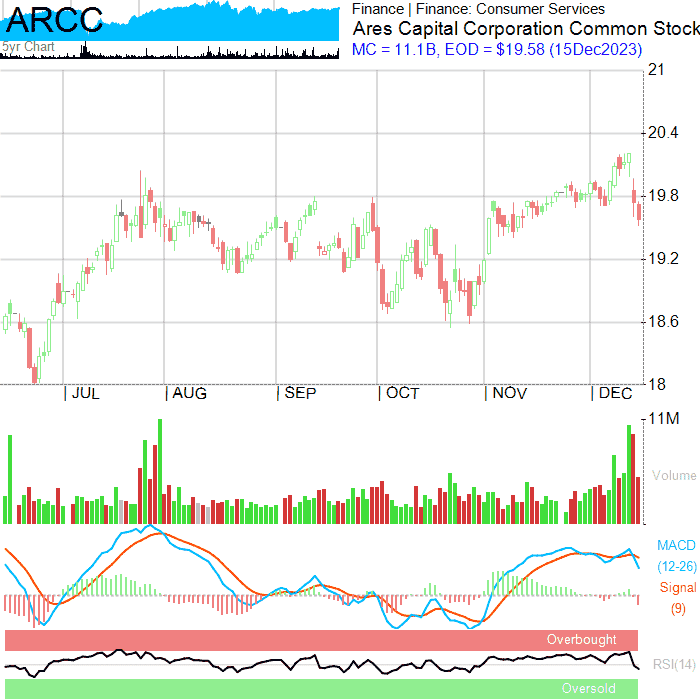 ARCC
5yr Chart
Finance | Finance: Consumer Services
Ares Capital Corporation Common Stock
MC = 11.1B, EOD = $19.58 (15Dec2023)
21
20.4
19.8
19.2
18.6
18
| JUL | AUG | SEP | OCT | NOV | DEC
11M
Volume
MACD
(12-26)
Signal
(9)
Overbought
RSI(14)
Oversold